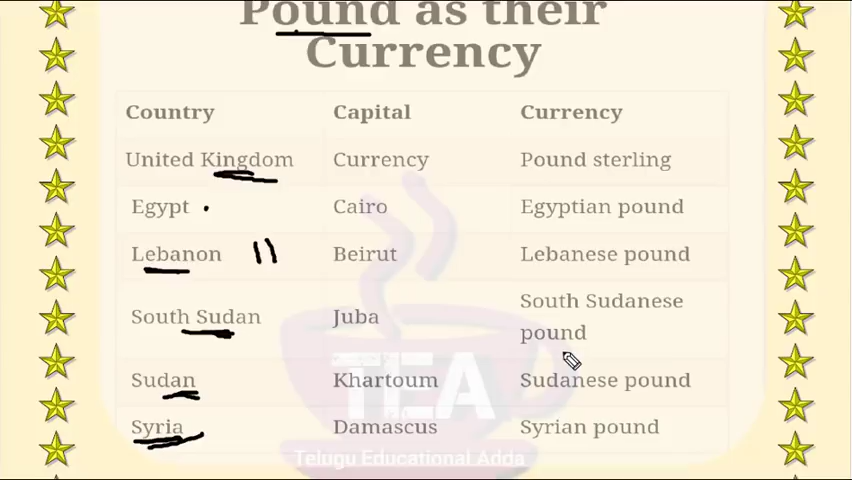 Pound as their
Currency
Country Capital Currency
United Kingdom Currency Pound sterling
Egypt Cairo Egyptian pound
Lebanon Beirut Lebanese pound
South Sudan Juba South Sudanese
pound
Sudan Khartoum Sudanese pound
TEA
Syria Damascus Syrian pound
Telugu Educational Adda